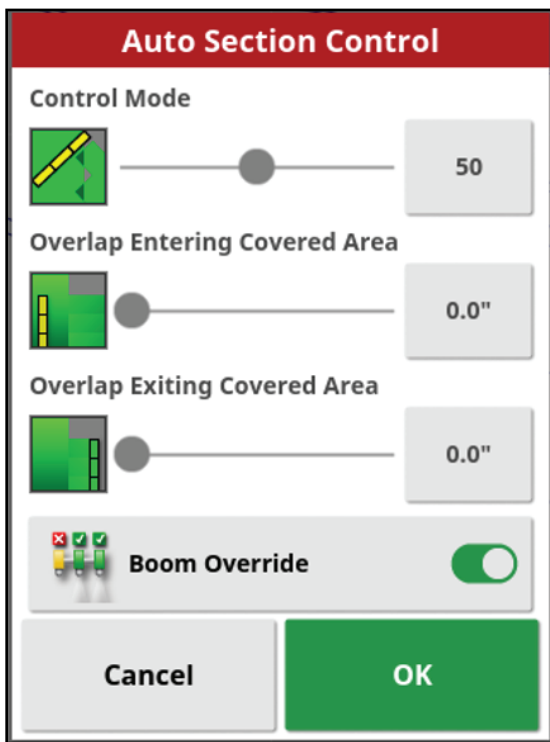 Auto Section Control
Control Mode
50
Overlap Entering Covered Area
0.0"
Overlap Exiting Covered Area
0.0"
Boom Override
Cancel
OK